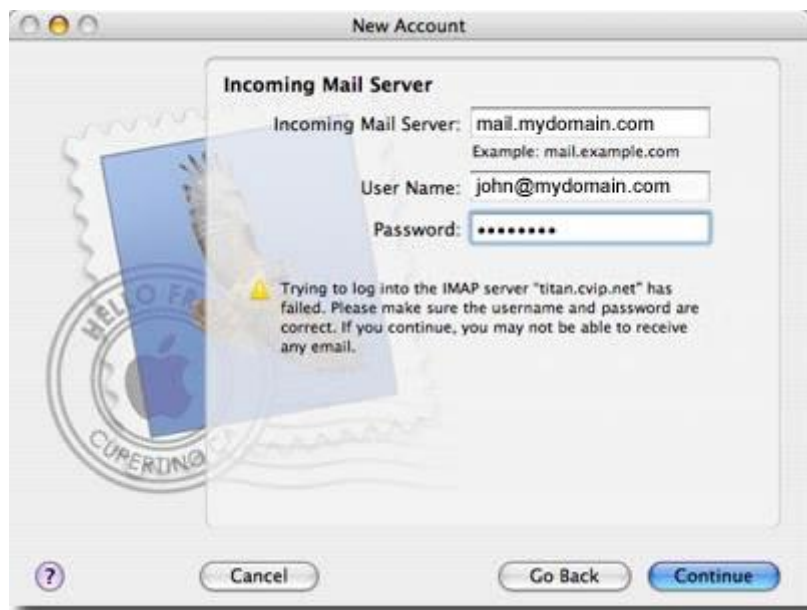 New Account
Incoming Mail Server
Incoming Mail Server: mail.mydomain.com
Example: mail.example.com
User Name: john@mydomain.com
Password: ••••••••
Trying to log into the IMAP server "titan.cvip.net" has
failed. Please make sure the username and password are
correct. If you continue, you may not be able to receive
any email.
HELLO FR
CUPERTINO CA
? Cancel Go Back Continue